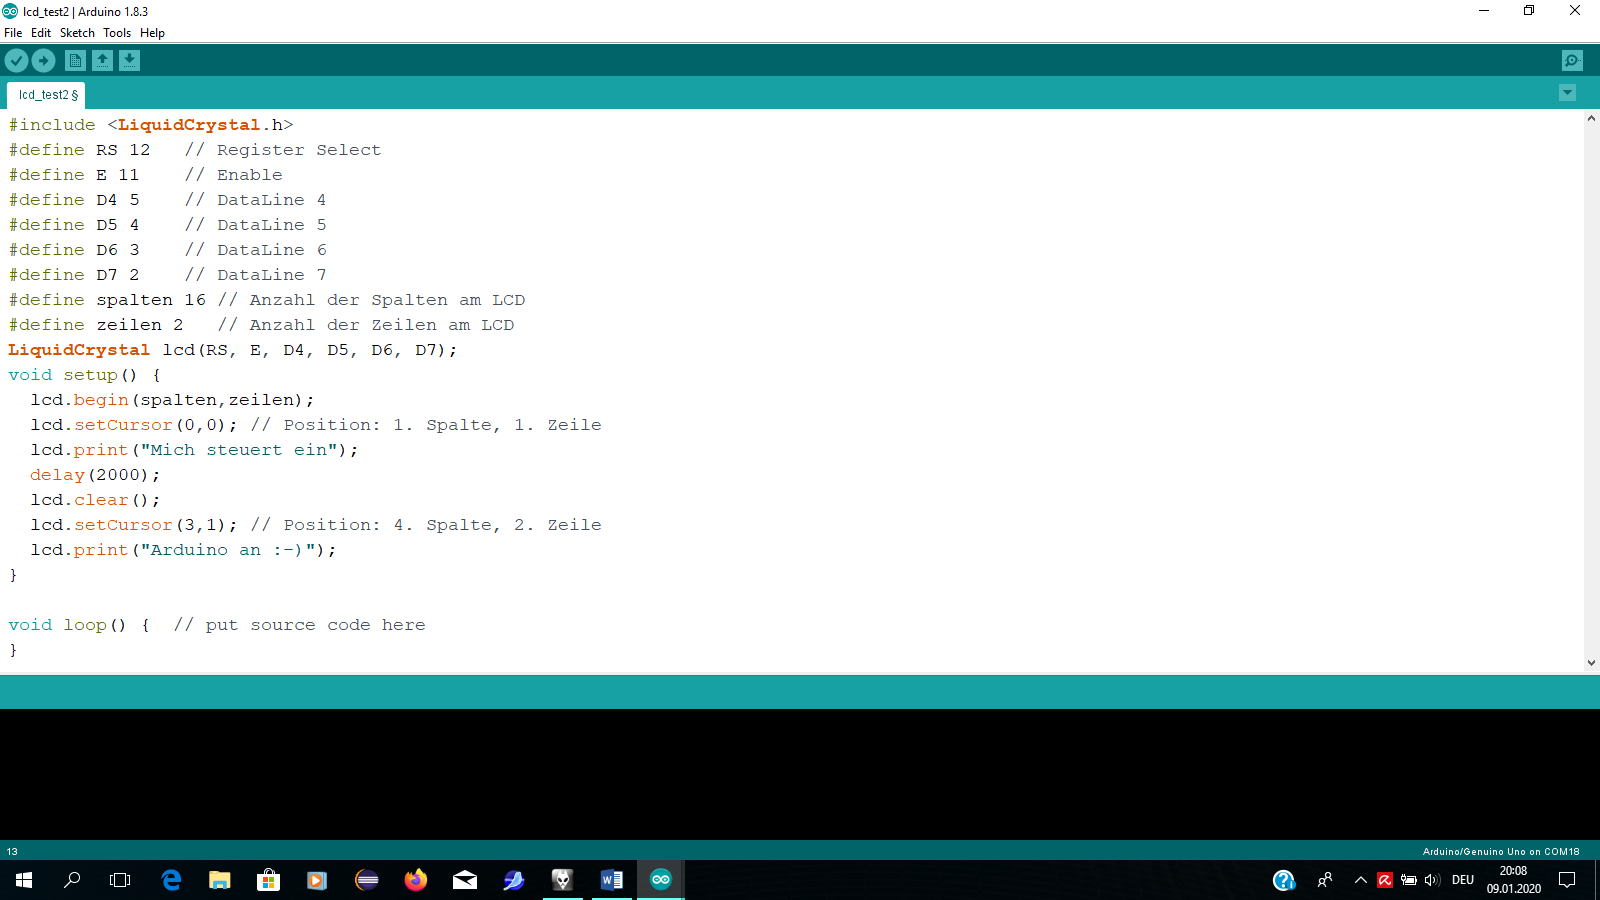 lcd_test2 | Arduino 1.8.3
File Edit Sketch Tools Help
lcd_test2 §
#include <LiquidCrystal.h>
#define RS 12   // Register Select
#define E 11    // Enable
#define D4 5    // DataLine 4
#define D5 4    // DataLine 5
#define D6 3    // DataLine 6
#define D7 2    // DataLine 7
#define spalten 16 // Anzahl der Spalten am LCD
#define zeilen 2   // Anzahl der Zeilen am LCD
LiquidCrystal lcd(RS, E, D4, D5, D6, D7);
void setup() {
  lcd.begin(spalten,zeilen);
  lcd.setCursor(0,0); // Position: 1. Spalte, 1. Zeile
  lcd.print("Mich steuert ein");
  delay(2000);
  lcd.clear();
  lcd.setCursor(3,1); // Position: 4. Spalte, 2. Zeile
  lcd.print("Arduino an :-)");
}
void loop() {  // put source code here
}
13 Arduino/Genuino Uno on COM18
DEU 20:08
09.01.2020